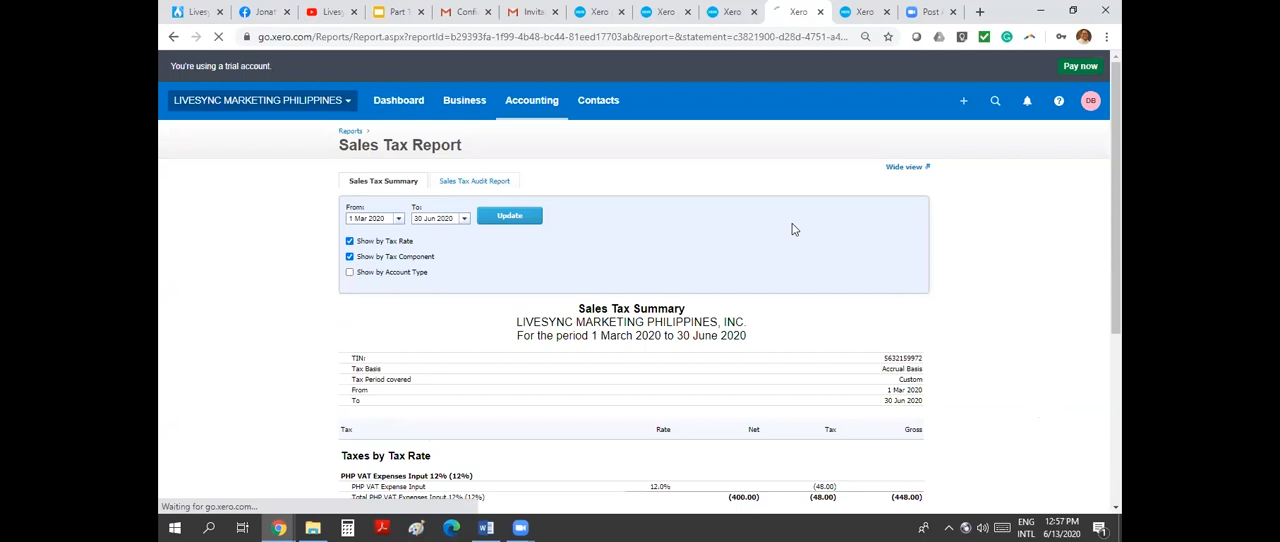 Livesy
Jonat
Livesy
Part 1
Confi
Invita
Xero
Xero
Xero
Xero
Xero
Post A
go.xero.com/Reports/Report.aspx?reportId=b29393fa-1f99-4b48-bc44-81eed17703ab&report=&statement=c3821900-d28d-4751-a4...
You're using a trial account.
Pay now
LIVESYNC MARKETING PHILIPPINES
Dashboard
Business
Accounting
Contacts
DB
Reports >
Sales Tax Report
Wide view
Sales Tax Summary
Sales Tax Audit Report
From: To:
1 Mar 2020 30 Jun 2020 Update
Show by Tax Rate
Show by Tax Component
Show by Account Type
Sales Tax Summary
LIVESYNC MARKETING PHILIPPINES, INC.
For the period 1 March 2020 to 30 June 2020
TIN: 5632159972
Tax Basis Accrual Basis
Tax Period covered Custom
From 1 Mar 2020
To 30 Jun 2020
Tax Rate Net Tax Gross
Taxes by Tax Rate
PHP VAT Expenses Input 12% (12%)
PHP VAT Expense Input 12.0% (48.00)
Total PHP VAT Expenses Input 12% (12%) (400.00) (48.00) (448.00)
Waiting for go.xero.com...
ENG 12:57 PM
INTL 6/13/2020